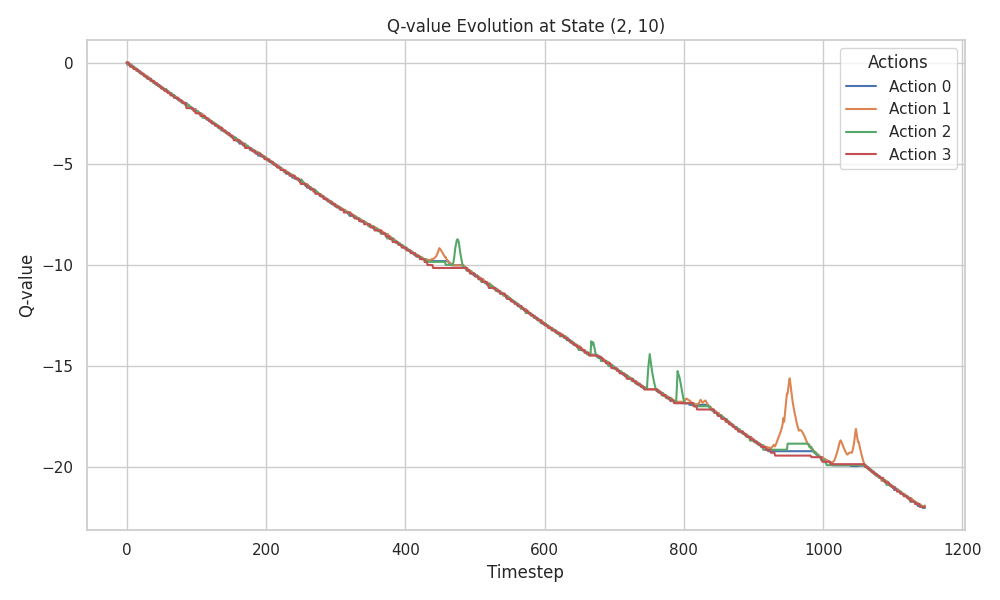 Q-value Evolution at State (2, 10)
Actions
Action 0
Action 1
Action 2
Action 3
Q-value
0
−5
−10
−15
−20
0 200 400 600 800 1000 1200
Timestep